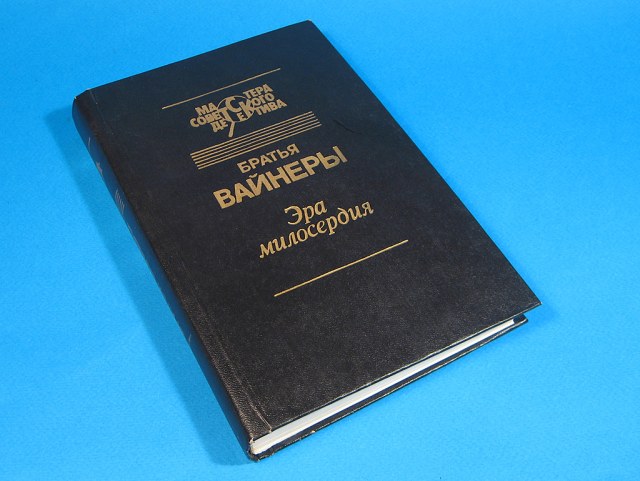 МАСТЕРА
СОВЕТСКОГО
ДЕТЕКТИВА
БРАТЬЯ
ВАЙНЕРЫ
Эра
милосердия